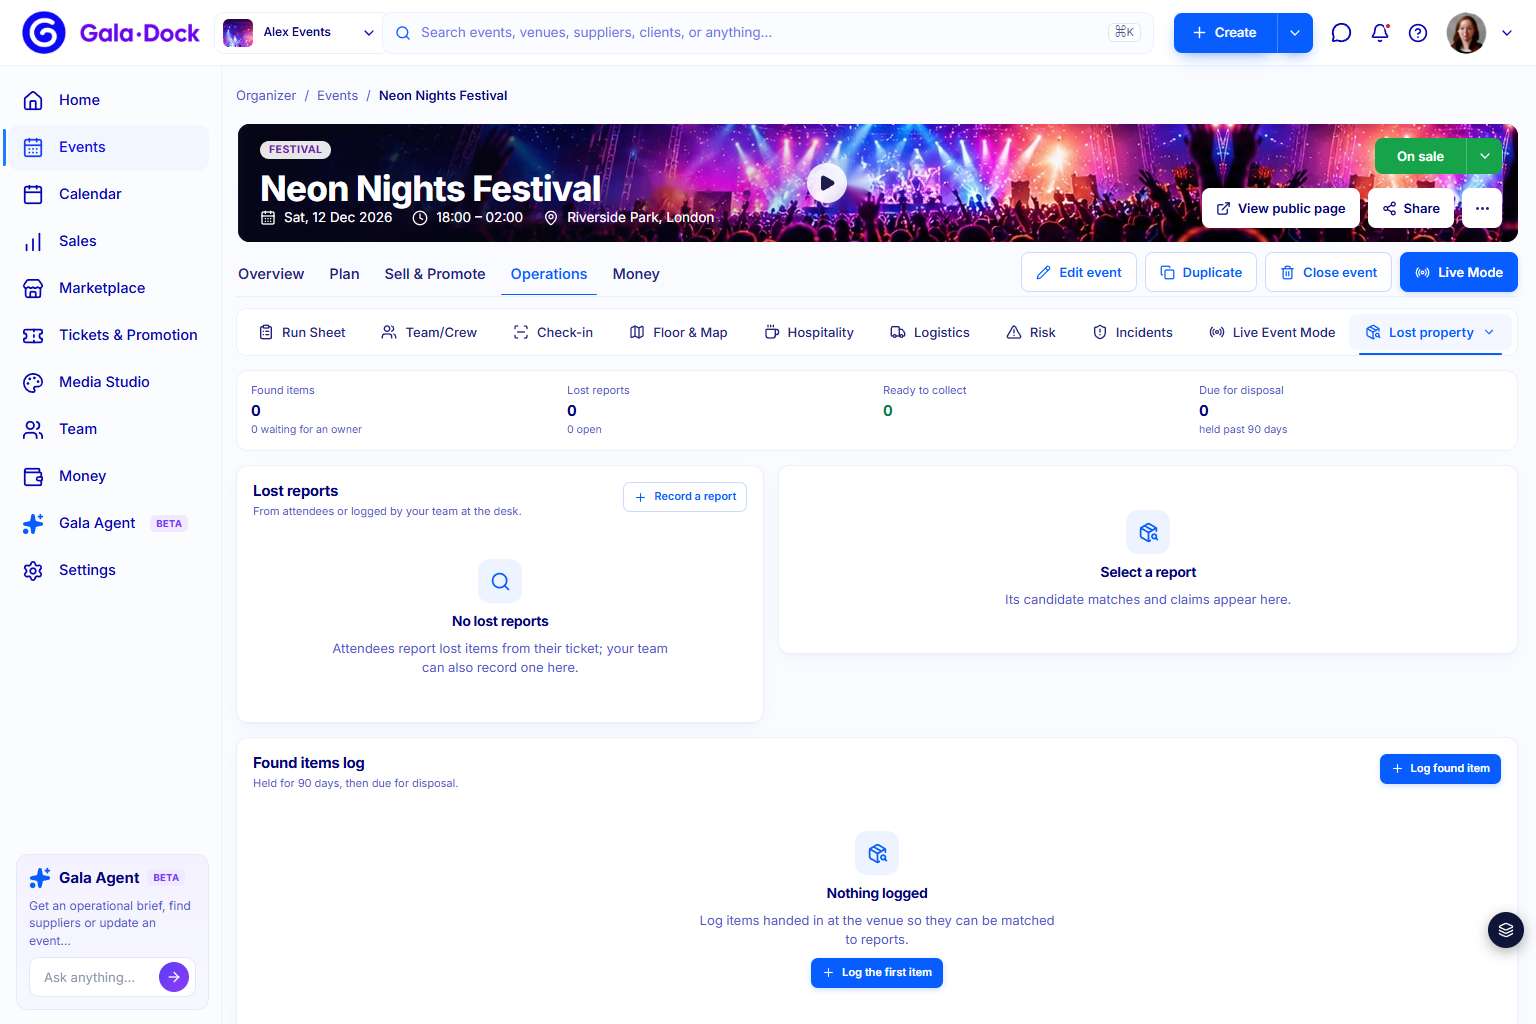 Gala·Dock
Alex Events
Search events, venues, suppliers, clients, or anything...
⌘K
Create
Home
Events
Calendar
Sales
Marketplace
Tickets & Promotion
Media Studio
Team
Money
Gala Agent BETA
Settings
Organizer / Events / Neon Nights Festival
FESTIVAL
Neon Nights Festival
Sat, 12 Dec 2026 18:00 – 02:00 Riverside Park, London
On sale
View public page
Share
Overview Plan Sell & Promote Operations Money
Edit event
Duplicate
Close event
Live Mode
Run Sheet
Team/Crew
Check-in
Floor & Map
Hospitality
Logistics
Risk
Incidents
Live Event Mode
Lost property
Found items
0
0 waiting for an owner
Lost reports
0
0 open
Ready to collect
0
Due for disposal
0
held past 90 days
Lost reports
From attendees or logged by your team at the desk.
Record a report
No lost reports
Attendees report lost items from their ticket; your team
can also record one here.
Select a report
Its candidate matches and claims appear here.
Found items log
Held for 90 days, then due for disposal.
Log found item
Nothing logged
Log items handed in at the venue so they can be matched
to reports.
Log the first item
Gala Agent BETA
Get an operational brief, find
suppliers or update an
event...
Ask anything...